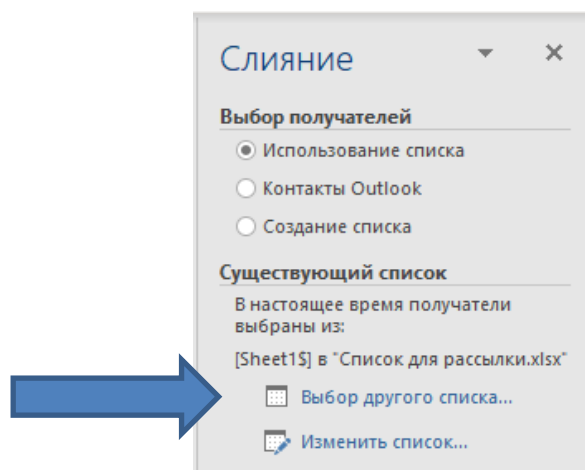 Слияние
Выбор получателей
Использование списка
Контакты Outlook
Создание списка
Существующий список
В настоящее время получатели
выбраны из:
[Sheet1$] в "Список для рассылки.xlsx"
Выбор другого списка...
Изменить список...